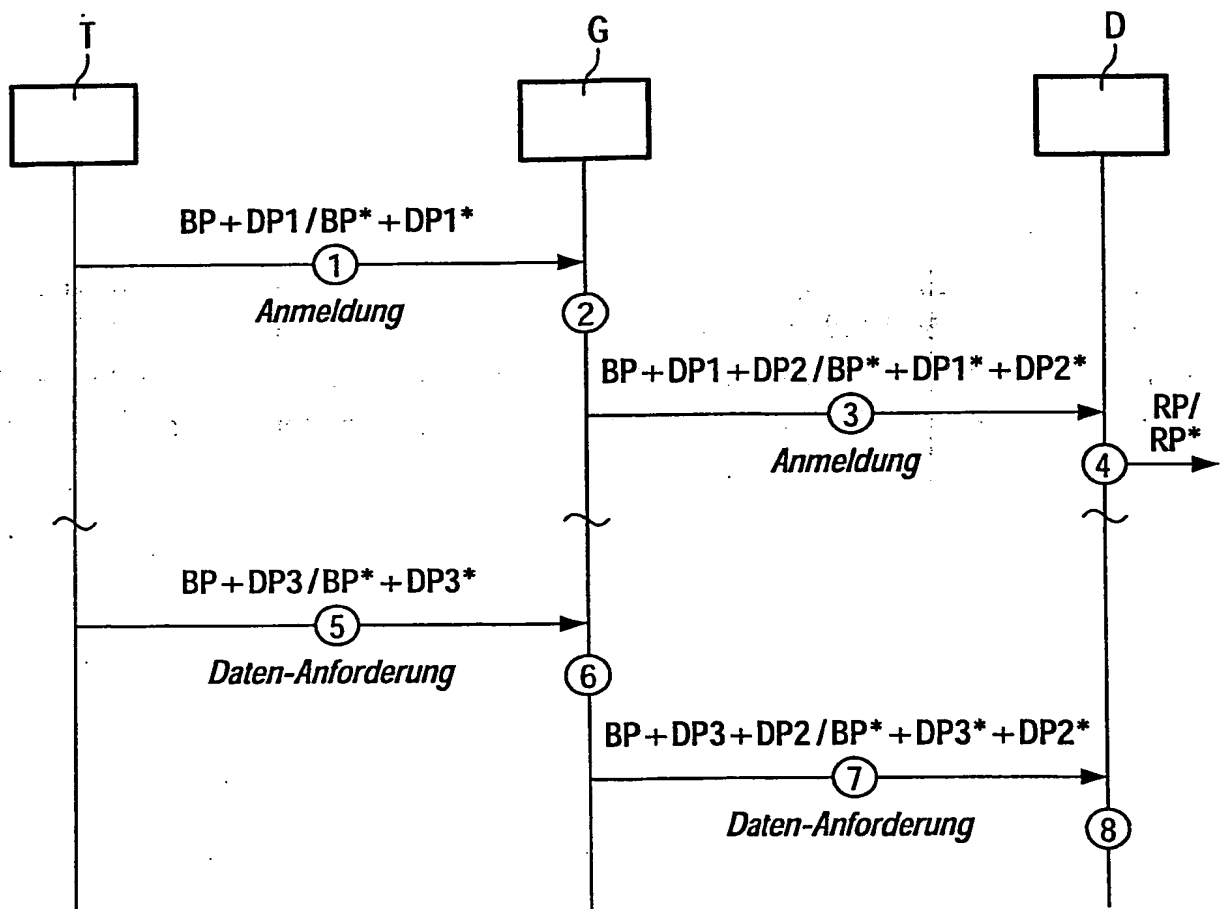 T
G
D
BP+DP1/BP*+DP1*
1
Anmeldung
2
BP+DP1+DP2/BP*+DP1*+DP2*
3
Anmeldung
RP/
RP*
4
BP+DP3/BP*+DP3*
5
Daten-Anforderung
6
BP+DP3+DP2/BP*+DP3*+DP2*
7
Daten-Anforderung
8